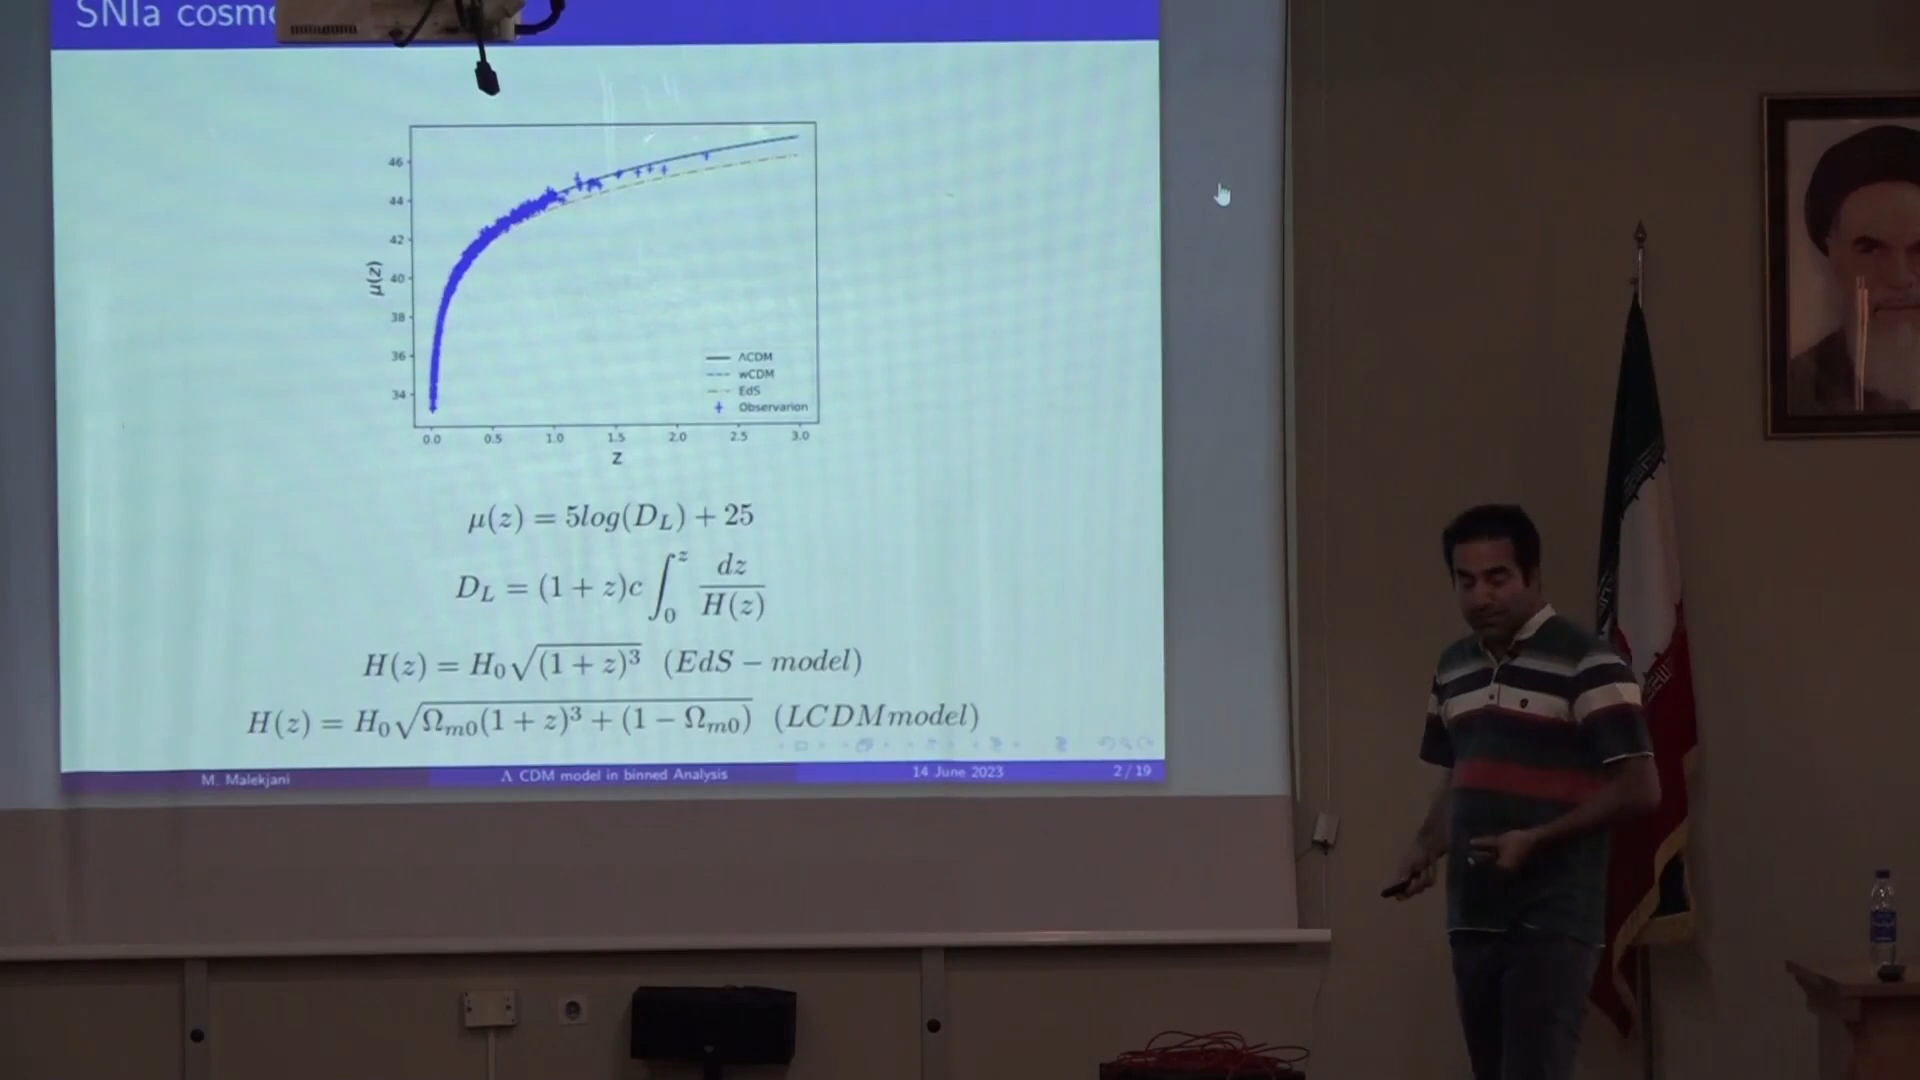 SNIa
46
44
42
40
38
36
34
μ(z)
ΛCDM
wCDM
EdS
Observarion
0.0 0.5 1.0 1.5 2.0 2.5 3.0
z
μ(z) = 5log(D_L) + 25
D_L = (1 + z)c ∫_0^z dz / H(z)
H(z) = H_0 √(1 + z)^3 (EdS − model)
H(z) = H_0 √Ω_m0(1 + z)^3 + (1 − Ω_m0) (LCDMmodel)
M. Malekjani Λ CDM model in binned Analysis 14 June 2023 2 / 19